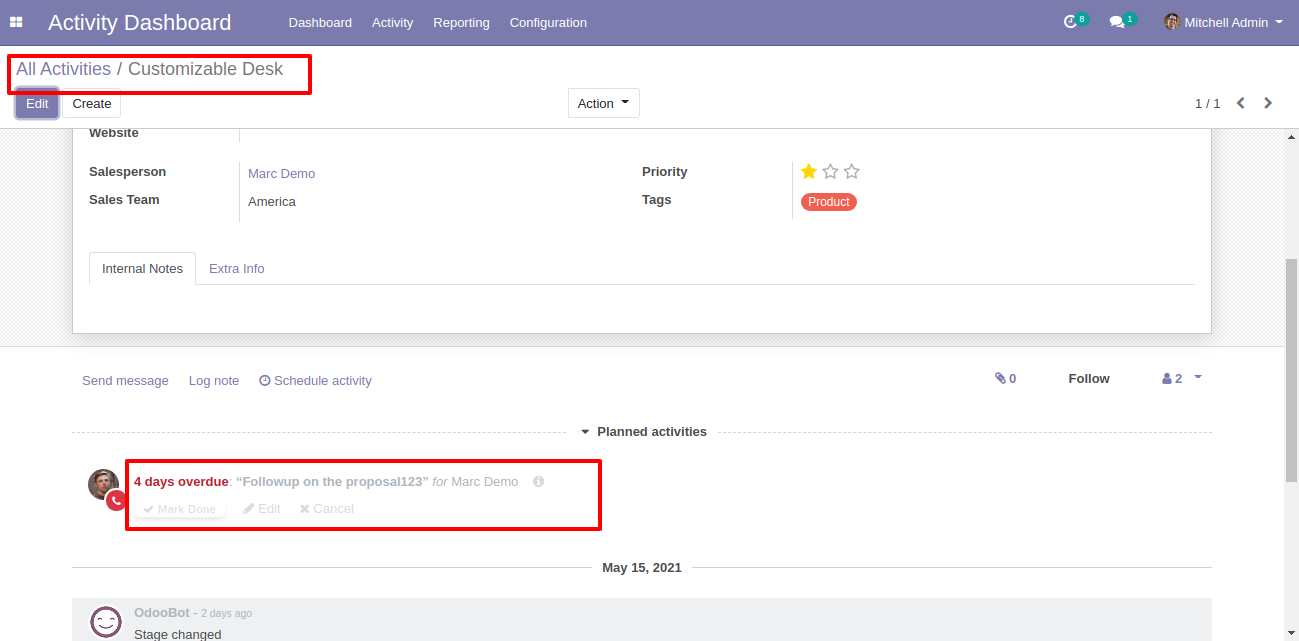 Activity Dashboard Dashboard Activity Reporting Configuration 8 1 Mitchell Admin
All Activities / Customizable Desk
Edit Create Action 1 / 1
Website
Salesperson Marc Demo Priority
Sales Team America Tags Product
Internal Notes Extra Info
Send message Log note Schedule activity 0 Follow 2
Planned activities
4 days overdue: “Followup on the proposal123” for Marc Demo
Mark Done Edit Cancel
May 15, 2021
OdooBot - 2 days ago
Stage changed